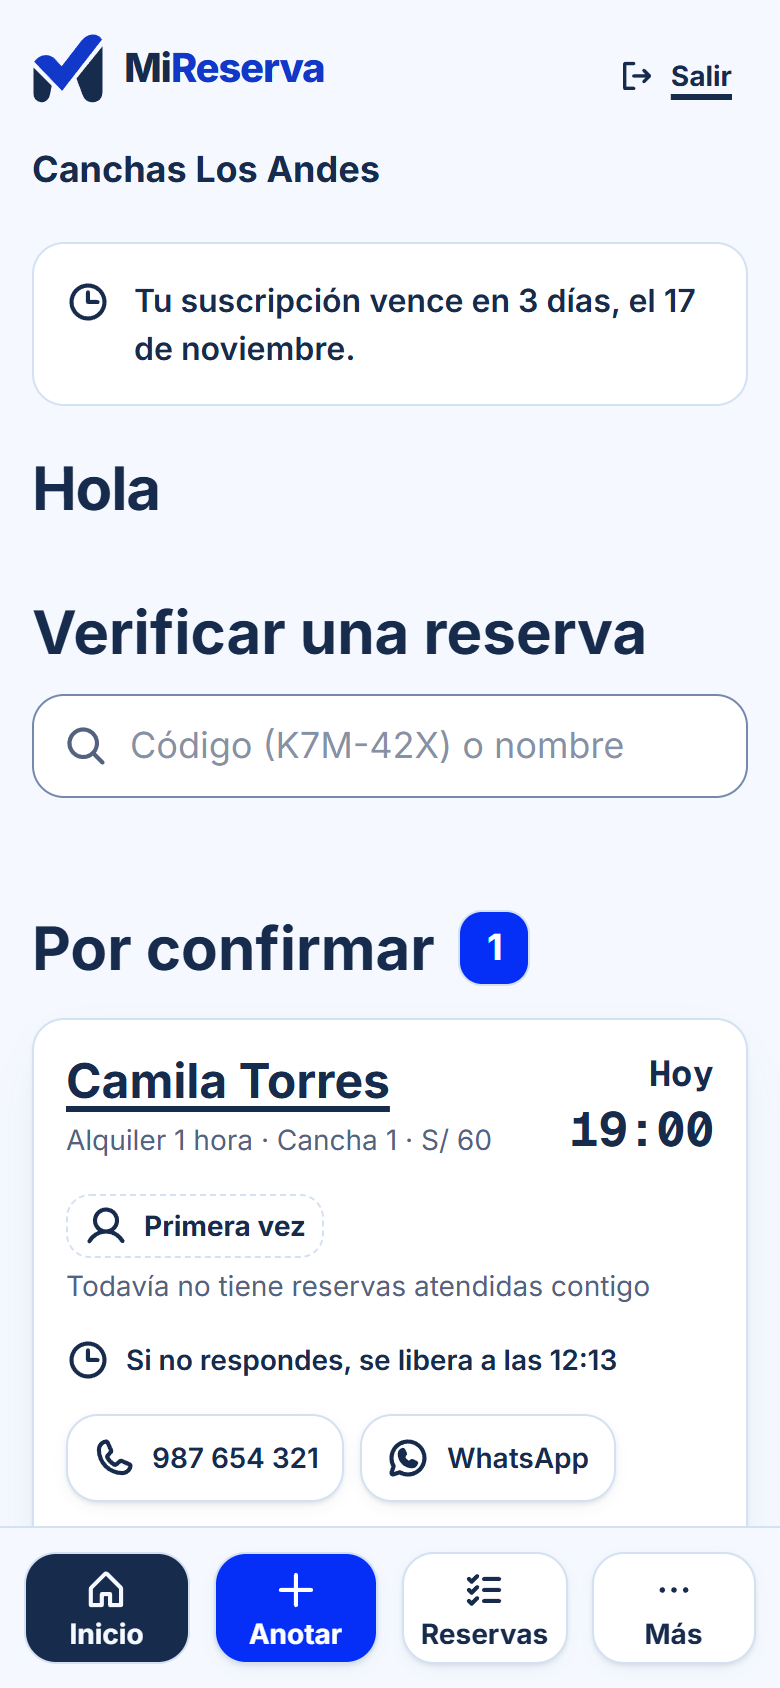 MiReserva
Salir
Canchas Los Andes
Tu suscripción vence en 3 días, el 17
de noviembre.
Hola
Verificar una reserva
Código (K7M-42X) o nombre
Por confirmar 1
Camila Torres
Hoy
Alquiler 1 hora · Cancha 1 · S/ 60
19:00
Primera vez
Todavía no tiene reservas atendidas contigo
Si no respondes, se libera a las 12:13
987 654 321
WhatsApp
Inicio
Anotar
Reservas
Más